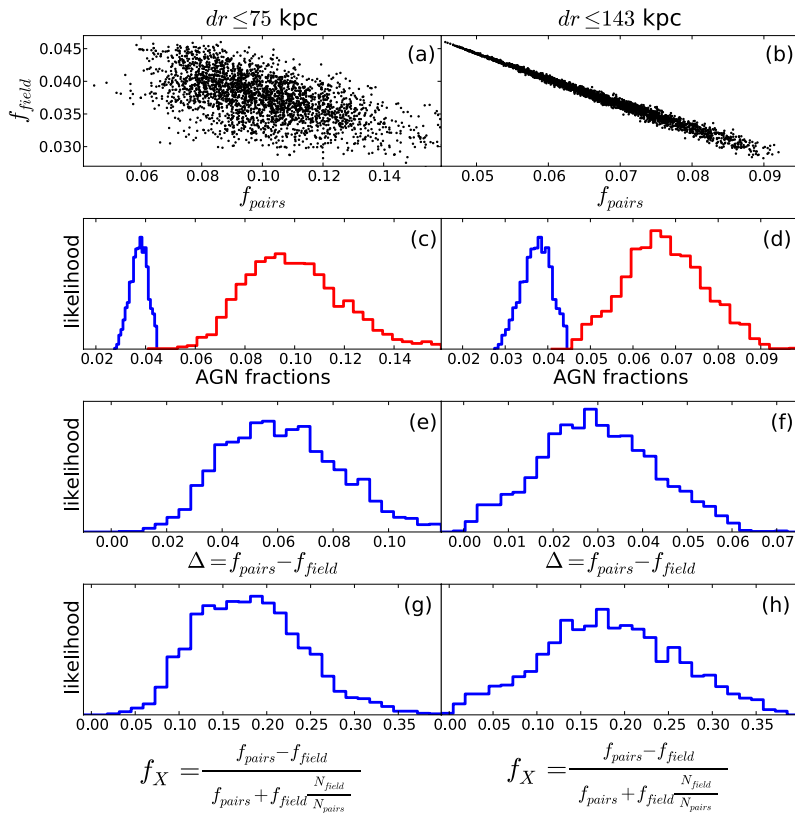 dr ≤75 kpc dr ≤143 kpc
0.045 (a) (b)
0.040
f_field
0.035
0.030
0.06 0.08 0.10 0.12 0.14 0.05 0.06 0.07 0.08 0.09
f_pairs f_pairs
likelihood (c) (d)
0.02 0.04 0.06 0.08 0.10 0.12 0.14 0.02 0.03 0.04 0.05 0.06 0.07 0.08 0.09
AGN fractions AGN fractions
likelihood (e) (f)
0.00 0.02 0.04 0.06 0.08 0.10 0.00 0.01 0.02 0.03 0.04 0.05 0.06 0.07
Δ = f_pairs − f_field Δ = f_pairs − f_field
likelihood (g) (h)
0.00 0.05 0.10 0.15 0.20 0.25 0.30 0.35 0.00 0.05 0.10 0.15 0.20 0.25 0.30 0.35
f_X = (f_pairs − f_field) / (f_pairs + f_field N_field/N_pairs) f_X = (f_pairs − f_field) / (f_pairs + f_field N_field/N_pairs)